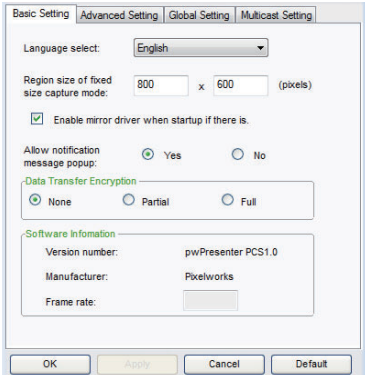 Basic Setting Advanced Setting Global Setting Multicast Setting
Language select: English
Region size of fixed
size capture mode: 800 x 600 (pixels)
Enable mirror driver when startup if there is.
Allow notification
message popup: Yes No
Data Transfer Encryption
None Partial Full
Software Infomation
Version number: pwPresenter PCS1.0
Manufacturer: Pixelworks
Frame rate:
OK Apply Cancel Default